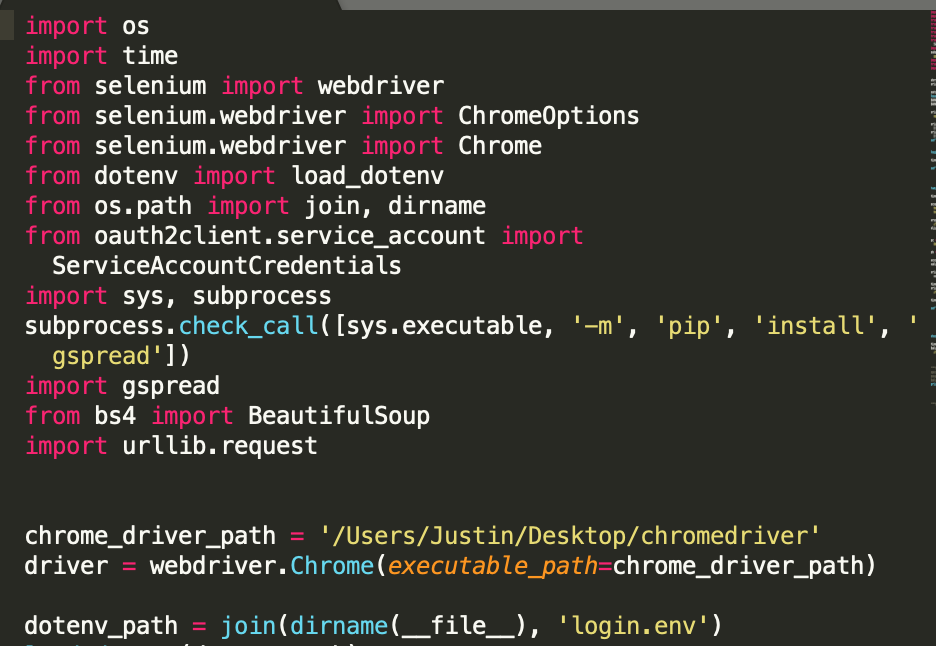 import os
import time
from selenium import webdriver
from selenium.webdriver import ChromeOptions
from selenium.webdriver import Chrome
from dotenv import load_dotenv
from os.path import join, dirname
from oauth2client.service_account import
ServiceAccountCredentials
import sys, subprocess
subprocess.check_call([sys.executable, '-m', 'pip', 'install', '
gspread'])
import gspread
from bs4 import BeautifulSoup
import urllib.request
chrome_driver_path = '/Users/Justin/Desktop/chromedriver'
driver = webdriver.Chrome(executable_path=chrome_driver_path)
dotenv_path = join(dirname(__file__), 'login.env')